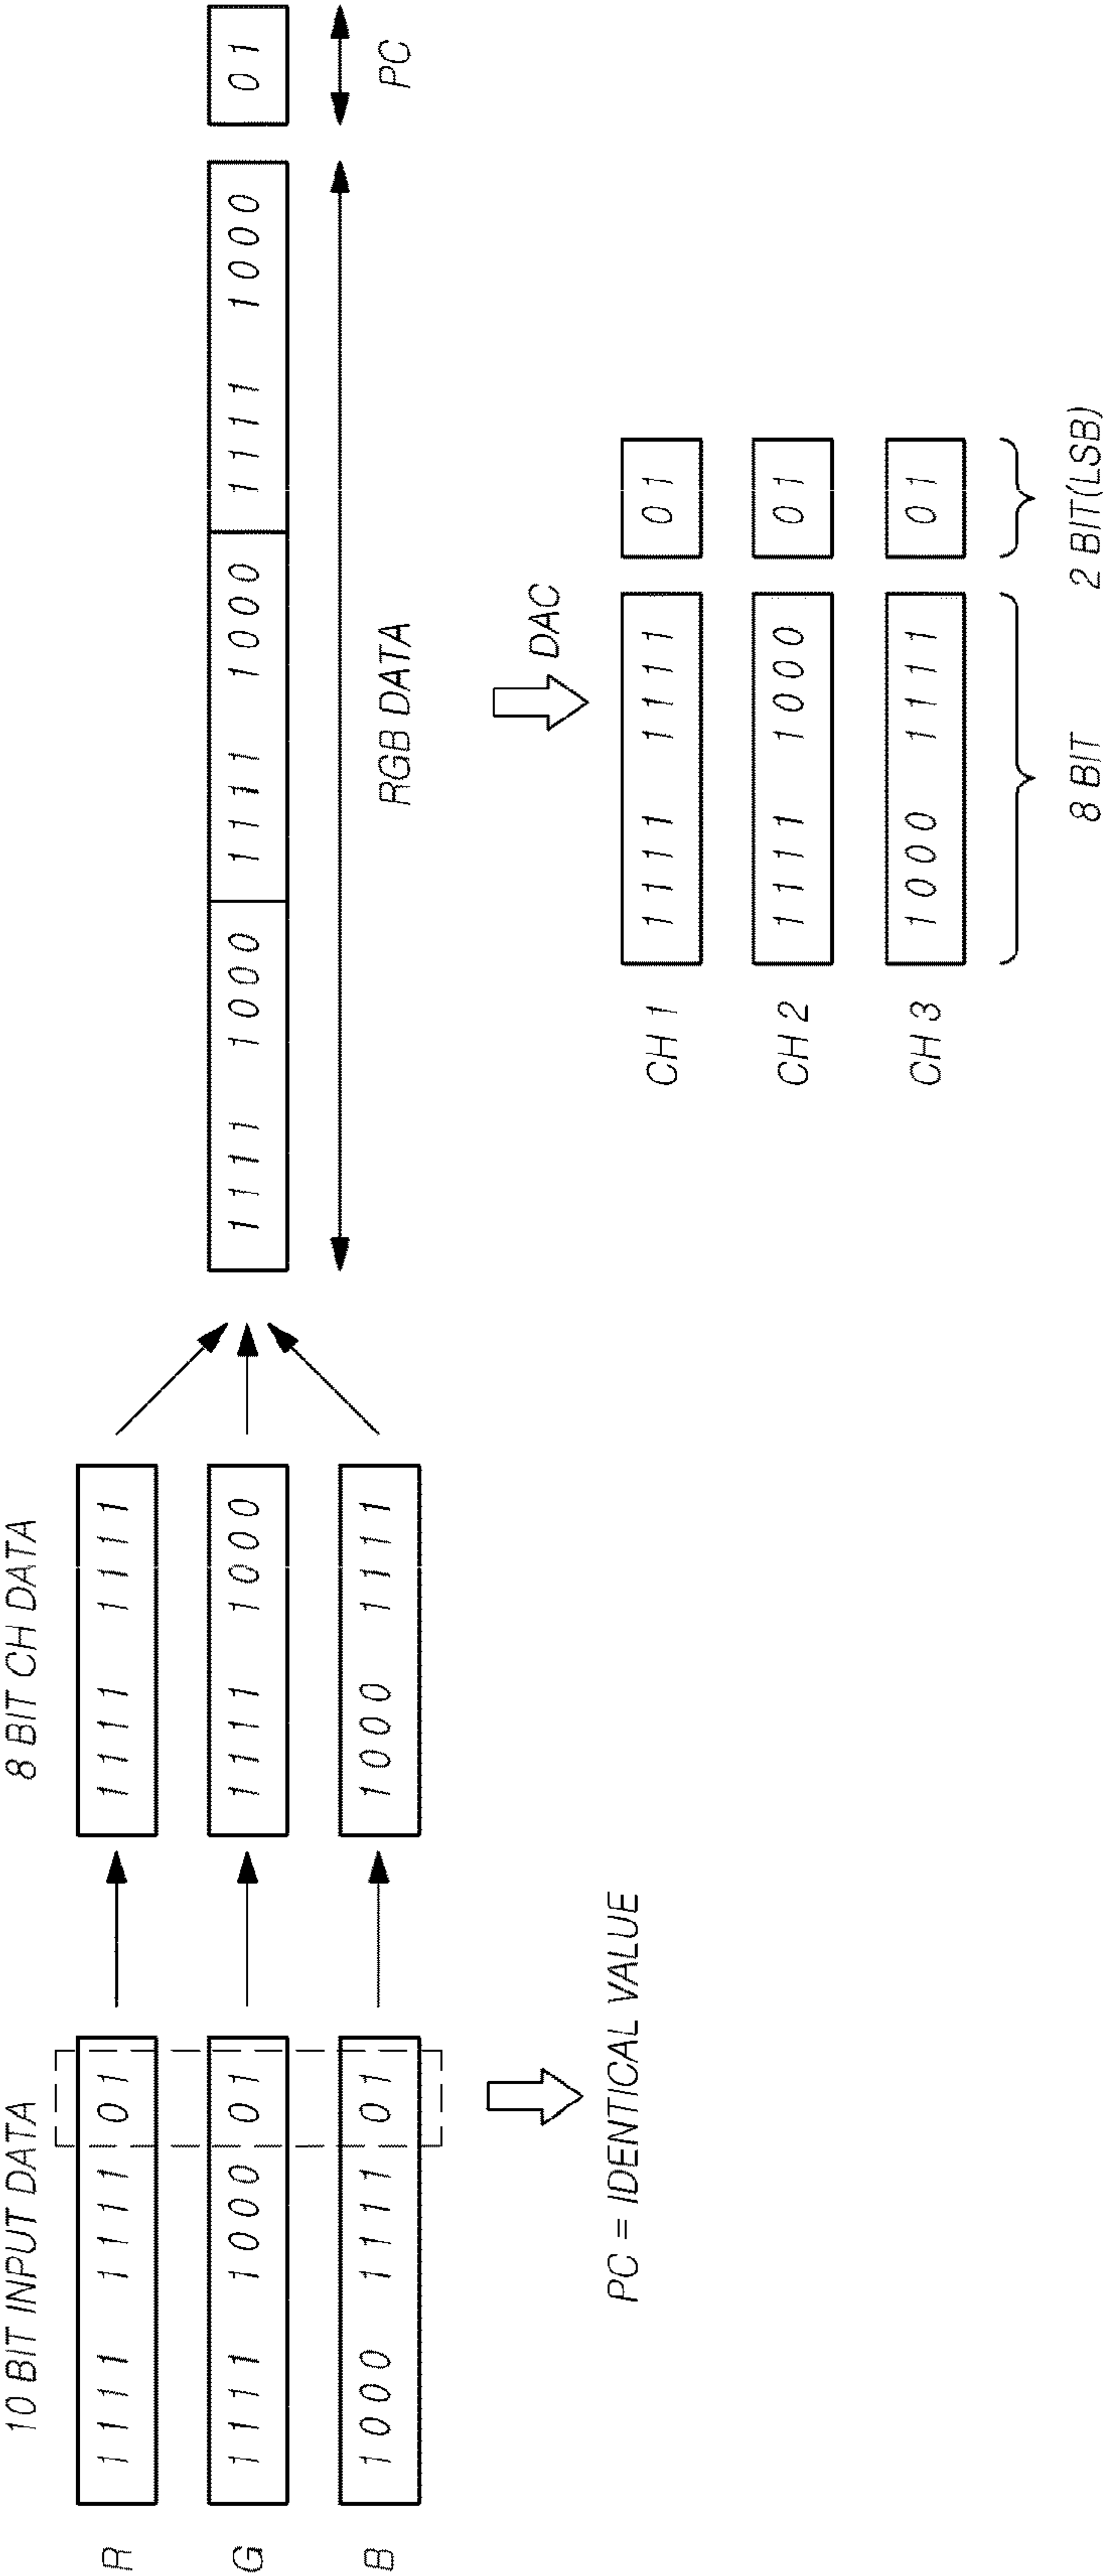 10 BIT INPUT DATA
R 1111 1111 01
G 1111 1000 01
B 1000 1111 01
PC = IDENTICAL VALUE
8 BIT CH DATA
1111 1111
1111 1000
1000 1111
1111 1000 1111 1000 1111 1000 01
RGB DATA PC
DAC
CH 1 1111 1111 01
CH 2 1111 1000 01
CH 3 1000 1111 01
8 BIT 2 BIT(LSB)